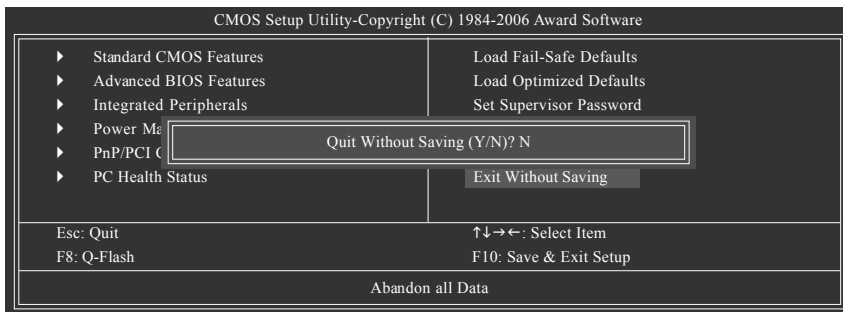 CMOS Setup Utility-Copyright (C) 1984-2006 Award Software
Standard CMOS Features
Advanced BIOS Features
Integrated Peripherals
Power Ma
PnP/PCI
PC Health Status
Load Fail-Safe Defaults
Load Optimized Defaults
Set Supervisor Password
Quit Without Saving (Y/N)? N
Exit Without Saving
Esc: Quit
↑↓→←: Select Item
F8: Q-Flash
F10: Save & Exit Setup
Abandon all Data